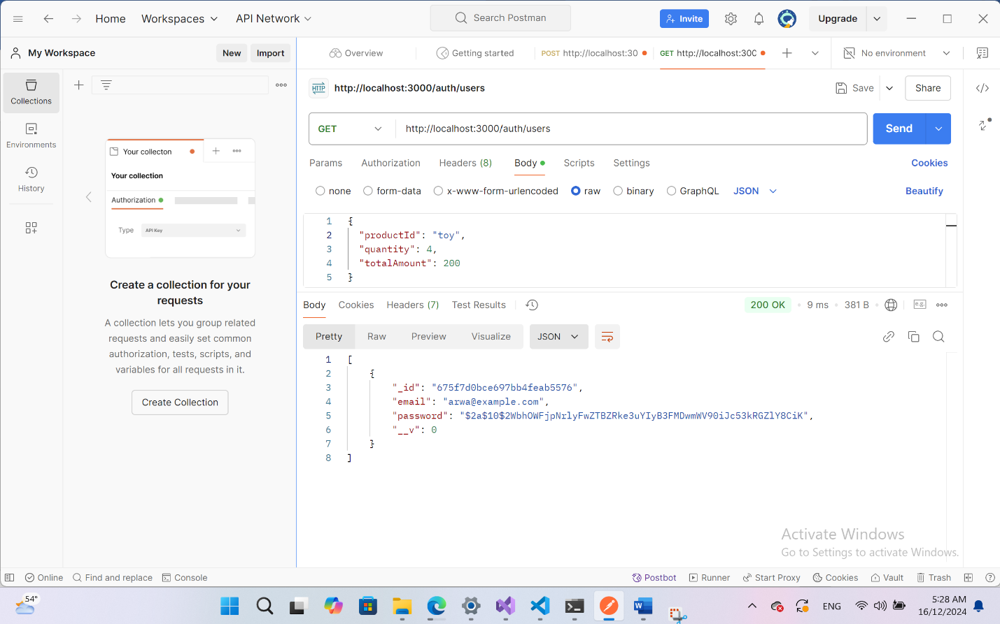 Home Workspaces API Network Search Postman Invite Upgrade
My Workspace New Import Overview Getting started POST http://localhost:30 GET http://localhost:300 No environment
Collections
Environments
History
Your collecton
Your collection
Authorization
Type API Key
Create a collection for your
requests
A collection lets you group related
requests and easily set common
authorization, tests, scripts, and
variables for all requests in it.
Create Collection
HTTP http://localhost:3000/auth/users Save Share
GET http://localhost:3000/auth/users Send
Params Authorization Headers (8) Body Scripts Settings Cookies
none form-data x-www-form-urlencoded raw binary GraphQL JSON Beautify
1 {
2 "productId": "toy",
3 "quantity": 4,
4 "totalAmount": 200
5 }
Body Cookies Headers (7) Test Results 200 OK 9 ms 381 B e.g.
Pretty Raw Preview Visualize JSON
1 [
2 {
3 "_id": "675f7d0bce697bb4feab5576",
4 "email": "arwa@example.com",
5 "password": "$2a$10$2WbhOWFjpNrlyFwZTBZRke3uYIyB3FMDwmWV90iJc53kRGZlY8CiK",
6 "__v": 0
7 }
8 ]
Activate Windows
Go to Settings to activate Windows.
Online Find and replace Console Postbot Runner Start Proxy Cookies Vault Trash
54° ENG 5:28 AM
16/12/2024